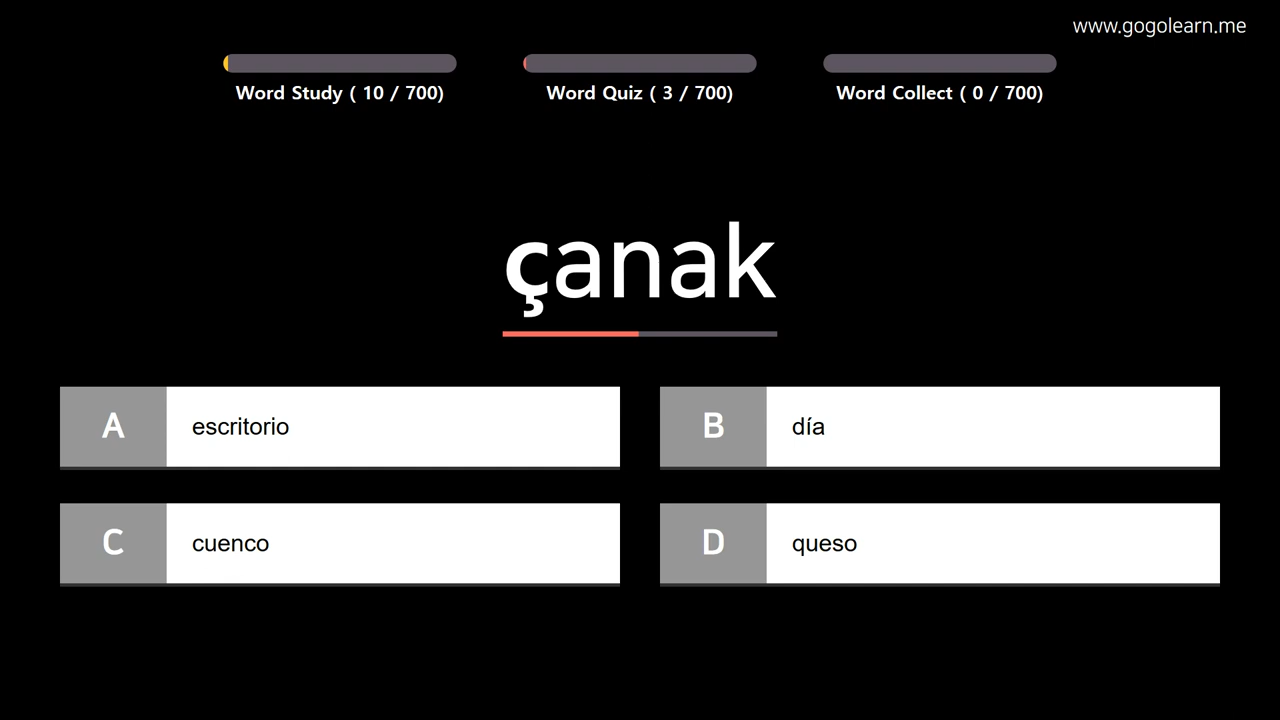 www.gogolearn.me
Word Study ( 10 / 700)
Word Quiz ( 3 / 700)
Word Collect ( 0 / 700)
çanak
A escritorio
B día
C cuenco
D queso